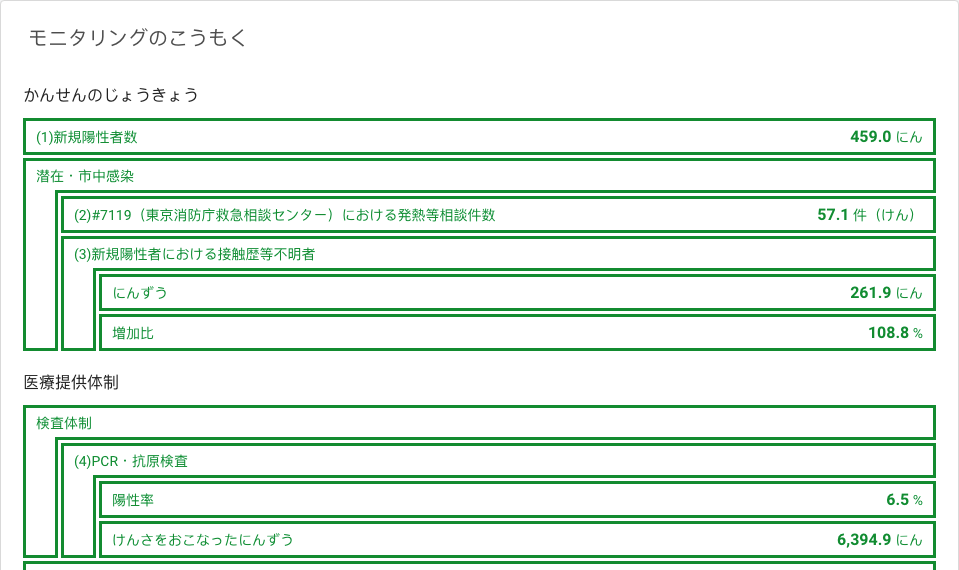 モニタリングのこうもく
かんせんのじょうきょう
(1)新規陽性者数 459.0 にん
潜在・市中感染
(2)#7119（東京消防庁救急相談センター）における発熱等相談件数 57.1 件（けん）
(3)新規陽性者における接触歴等不明者
にんずう 261.9 にん
増加比 108.8 %
医療提供体制
検査体制
(4)PCR・抗原検査
陽性率 6.5 %
けんさをおこなったにんずう 6,394.9 にん